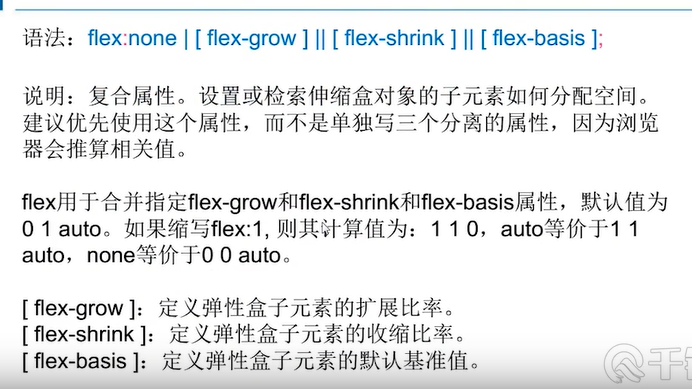 语法：flex:none | [ flex-grow ] || [ flex-shrink ] || [ flex-basis ];
说明：复合属性。设置或检索伸缩盒对象的子元素如何分配空间。
建议优先使用这个属性，而不是单独写三个分离的属性，因为浏览
器会推算相关值。
flex用于合并指定flex-grow和flex-shrink和flex-basis属性，默认值为
0 1 auto。如果缩写flex:1, 则其计算值为：1 1 0，auto等价于1 1
auto，none等价于0 0 auto。
[ flex-grow ]：定义弹性盒子元素的扩展比率。
[ flex-shrink ]：定义弹性盒子元素的收缩比率。
[ flex-basis ]：定义弹性盒子元素的默认基准值。
千